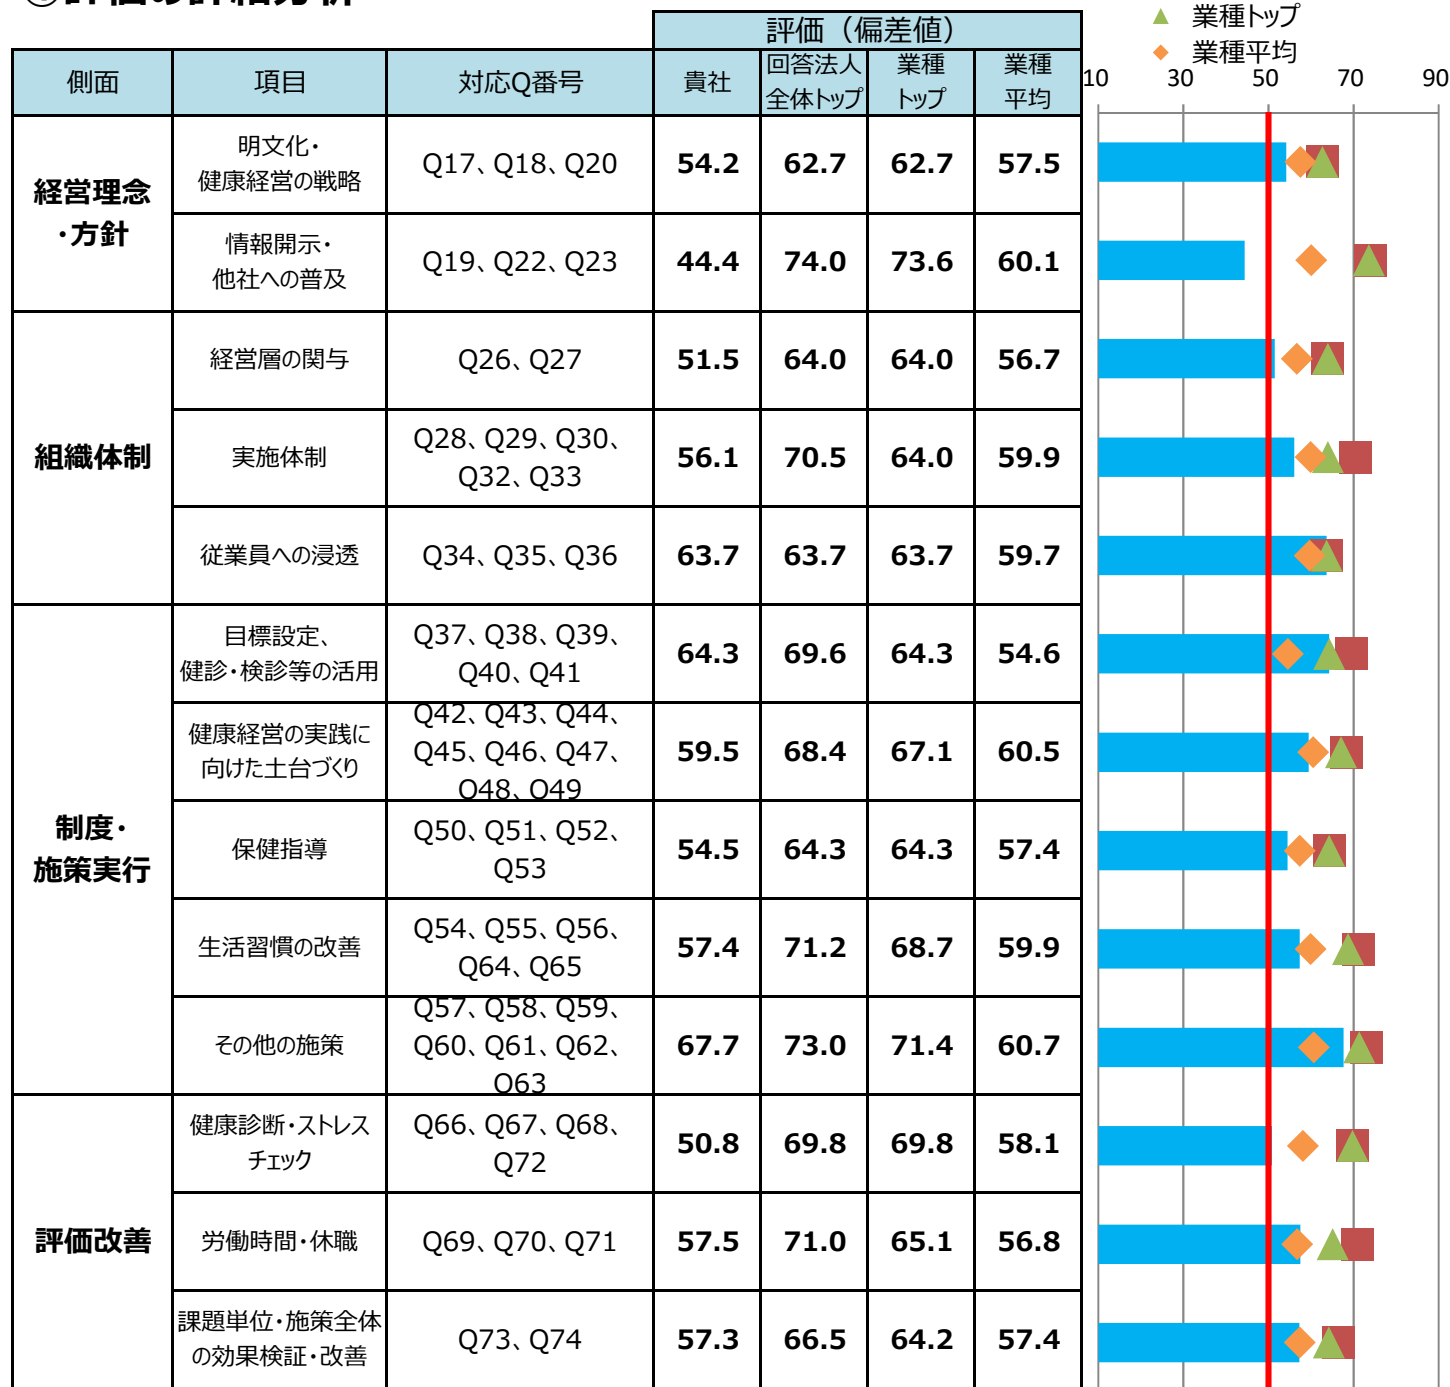 ▲ 業種トップ
◆ 業種平均
評価（偏差値）
側面 項目 対応Q番号 貴社 回答法人 業種 業種
全体トップ トップ 平均
10 30 50 70 90
経営理念
・方針
明文化・
健康経営の戦略
Q17、Q18、Q20 54.2 62.7 62.7 57.5
情報開示・
他社への普及
Q19、Q22、Q23 44.4 74.0 73.6 60.1
組織体制
経営層の関与 Q26、Q27 51.5 64.0 64.0 56.7
実施体制
Q28、Q29、Q30、
Q32、Q33
56.1 70.5 64.0 59.9
従業員への浸透 Q34、Q35、Q36 63.7 63.7 63.7 59.7
制度・
施策実行
目標設定、
健診・検診等の活用
Q37、Q38、Q39、
Q40、Q41
64.3 69.6 64.3 54.6
健康経営の実践に
向けた土台づくり
Q42、Q43、Q44、
Q45、Q46、Q47、
Q48、Q49
59.5 68.4 67.1 60.5
保健指導
Q50、Q51、Q52、
Q53
54.5 64.3 64.3 57.4
生活習慣の改善
Q54、Q55、Q56、
Q64、Q65
57.4 71.2 68.7 59.9
その他の施策
Q57、Q58、Q59、
Q60、Q61、Q62、
Q63
67.7 73.0 71.4 60.7
評価改善
健康診断・ストレス
チェック
Q66、Q67、Q68、
Q72
50.8 69.8 69.8 58.1
労働時間・休職 Q69、Q70、Q71 57.5 71.0 65.1 56.8
課題単位・施策全体
の効果検証・改善
Q73、Q74 57.3 66.5 64.2 57.4